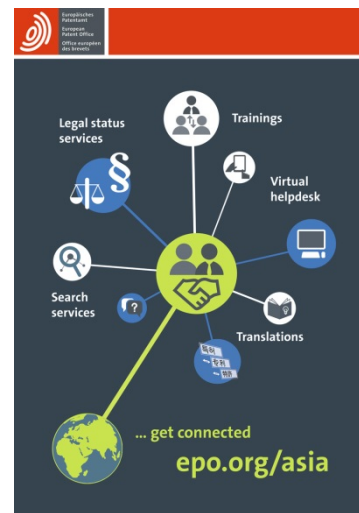 Europäisches
Patentamt
European
Patent Office
Office européen
des brevets
Legal status
services
Trainings
§
Virtual
helpdesk
Search
services
?
Translations
... get connected
epo.org/asia